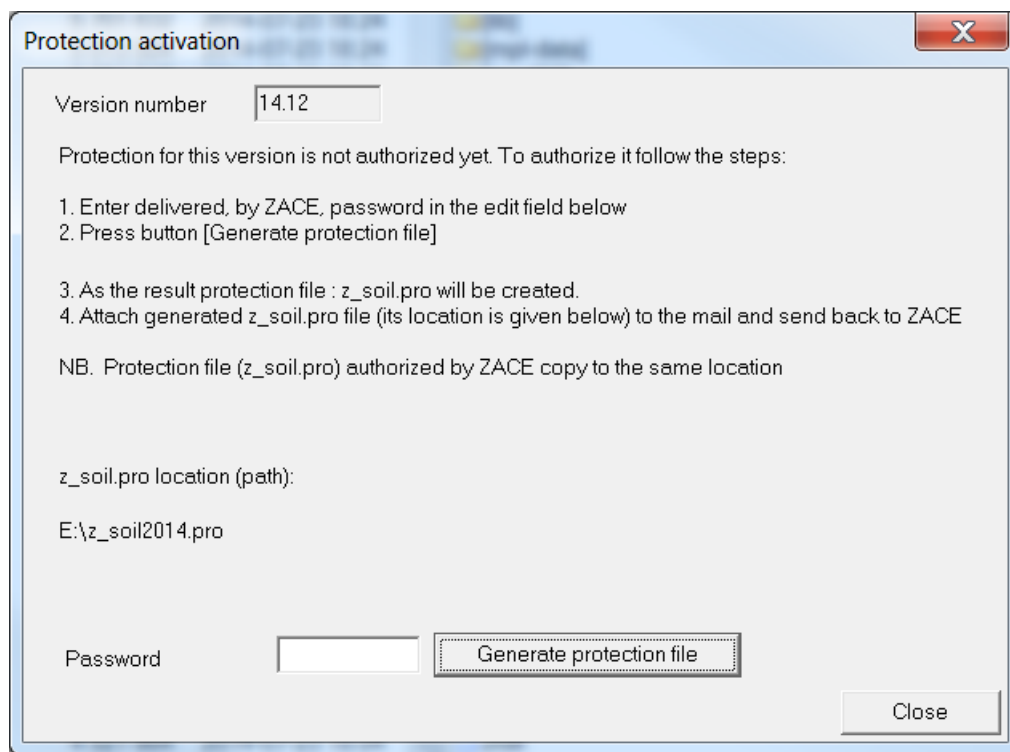 Protection activation
Version number 14.12
Protection for this version is not authorized yet. To authorize it follow the steps:
1. Enter delivered, by ZACE, password in the edit field below
2. Press button [Generate protection file]
3. As the result protection file : z_soil.pro will be created.
4. Attach generated z_soil.pro file (its location is given below) to the mail and send back to ZACE
NB. Protection file (z_soil.pro) authorized by ZACE copy to the same location
z_soil.pro location (path):
E:\z_soil2014.pro
Password Generate protection file
Close